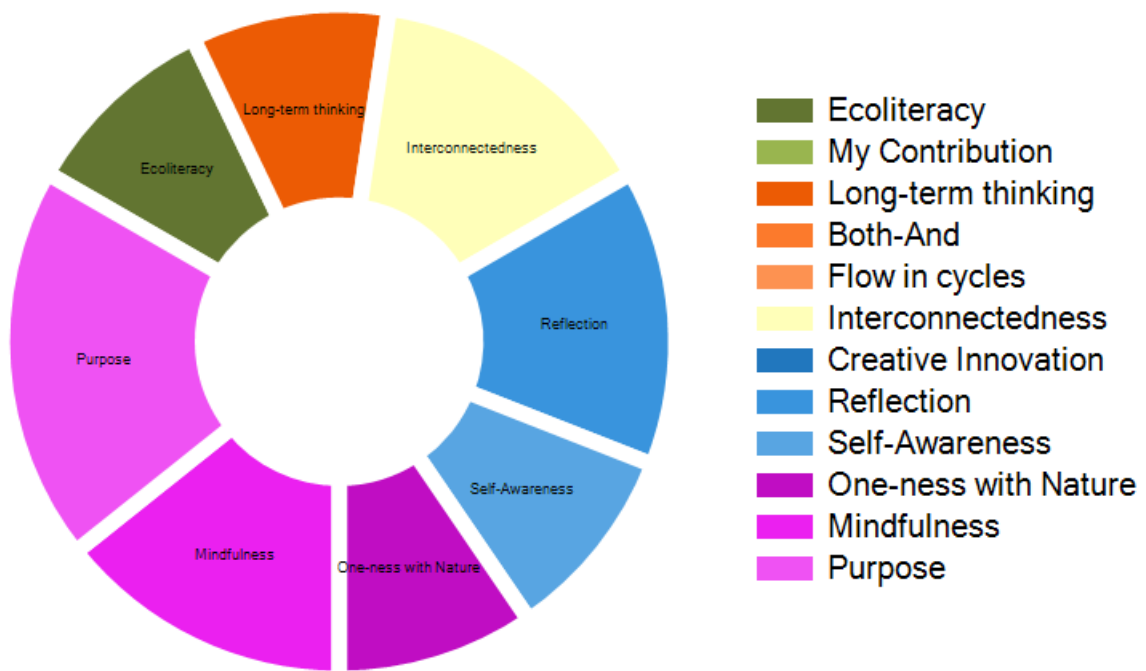 Long-term thinking
Interconnectedness
Ecoliteracy
Reflection
Purpose
Self-Awareness
Mindfulness
One-ness with Nature
Ecoliteracy
My Contribution
Long-term thinking
Both-And
Flow in cycles
Interconnectedness
Creative Innovation
Reflection
Self-Awareness
One-ness with Nature
Mindfulness
Purpose